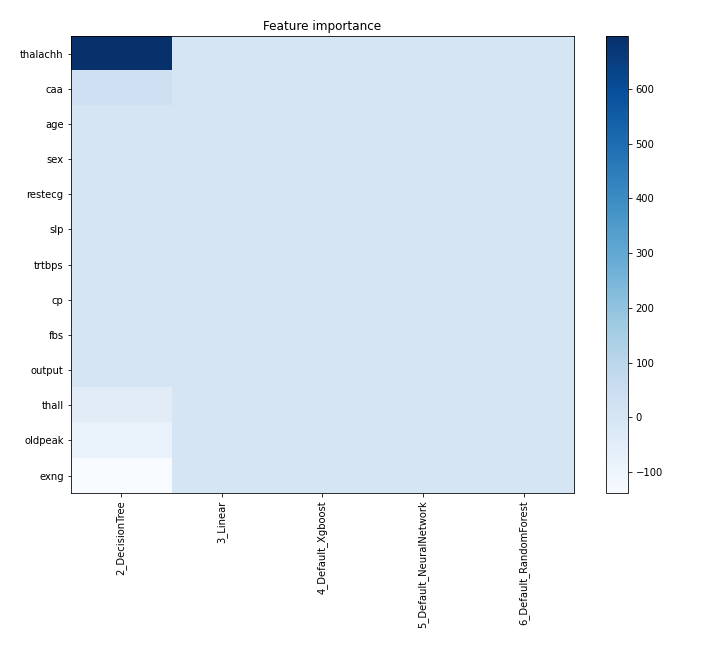 Feature importance
thalachh
caa
age
sex
restecg
slp
trtbps
cp
fbs
output
thall
oldpeak
exng
2_DecisionTree
3_Linear
4_Default_Xgboost
5_Default_NeuralNetwork
6_Default_RandomForest
600
500
400
300
200
100
0
−100